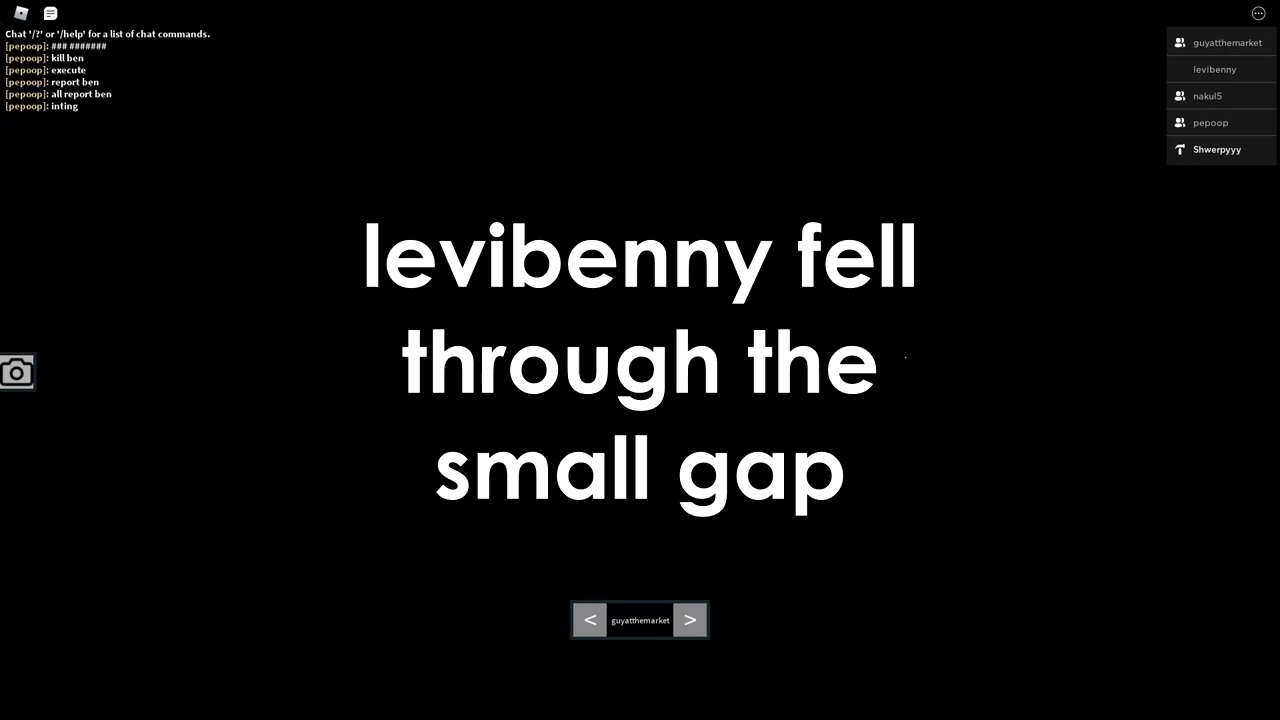 Chat '/?' or '/help' for a list of chat commands.
[pepoop]: ### #######
[pepoop]: kill ben
[pepoop]: execute
[pepoop]: report ben
[pepoop]: all report ben
[pepoop]: inting
guyatthemarket
levibenny
nakul5
pepoop
Shwerpyyy
levibenny fell
through the
small gap
< guyatthemarket >